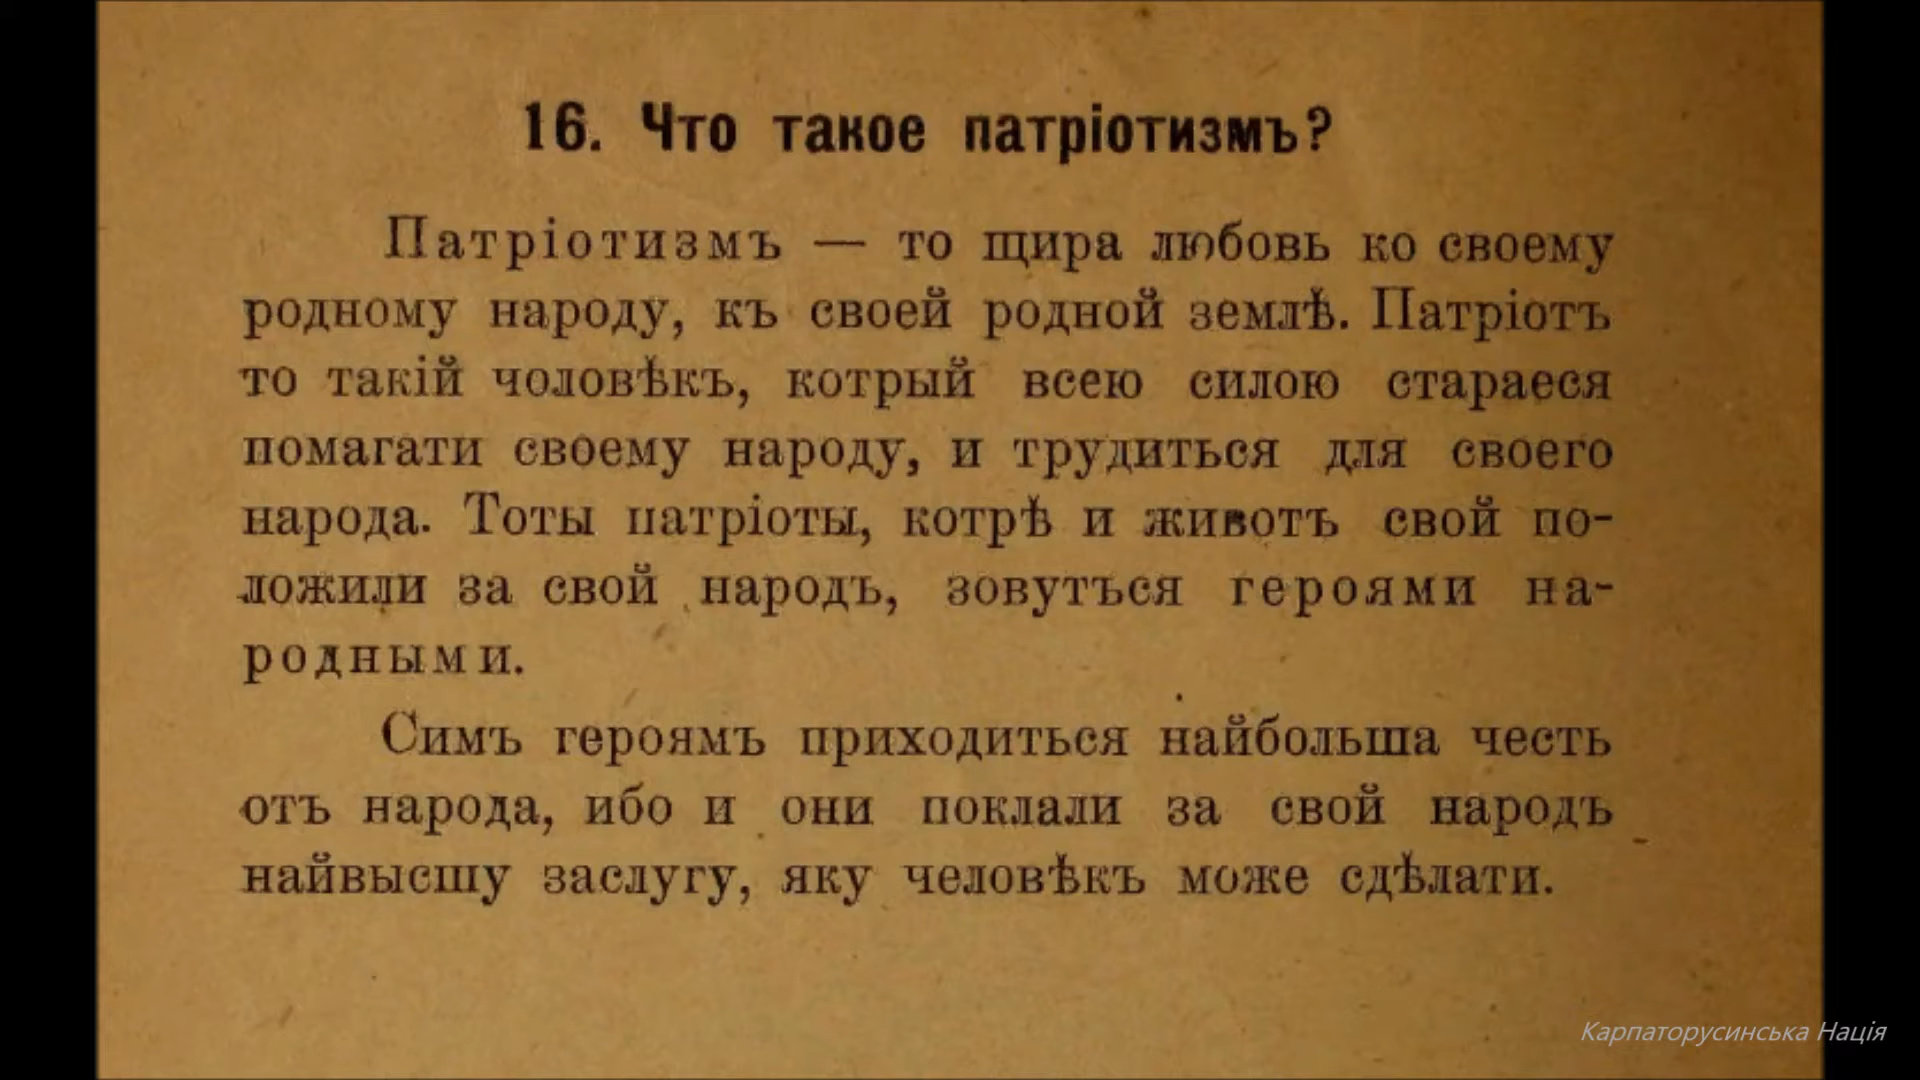 16. Что такое патріотизмъ?
Патріотизмъ — то щира любовь ко своему
родному народу, къ своей родной землѣ. Патріотъ
то такій чоловѣкъ, котрый всею силою стараеся
помагати своему народу, и трудиться для своего
народа. Тоты патріоты, котрѣ и животъ свой по-
ложили за свой народъ, зовутъся героями на-
родными.
Симъ героямъ приходиться найбольша честь
отъ народа, ибо и они поклали за свой народъ
найвысшу заслугу, яку человѣкъ може сдѣлати.
Карпаторусинська Нація